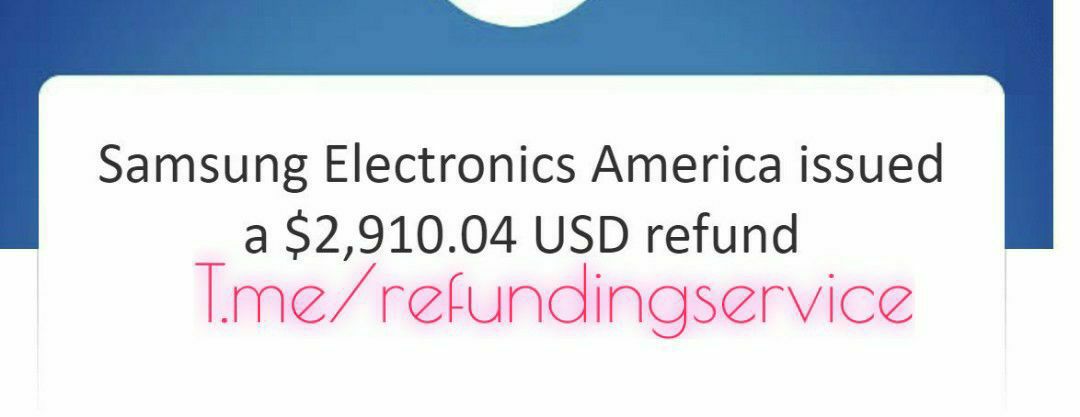 Samsung Electronics America issued
a $2,910.04 USD refund
T.me/refundingservice